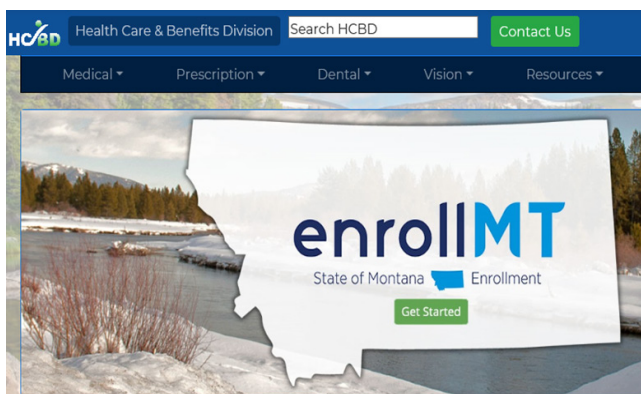 HCBD Health Care & Benefits Division Search HCBD Contact Us
Medical Prescription Dental Vision Resources
enrollMT
State of Montana Enrollment
Get Started